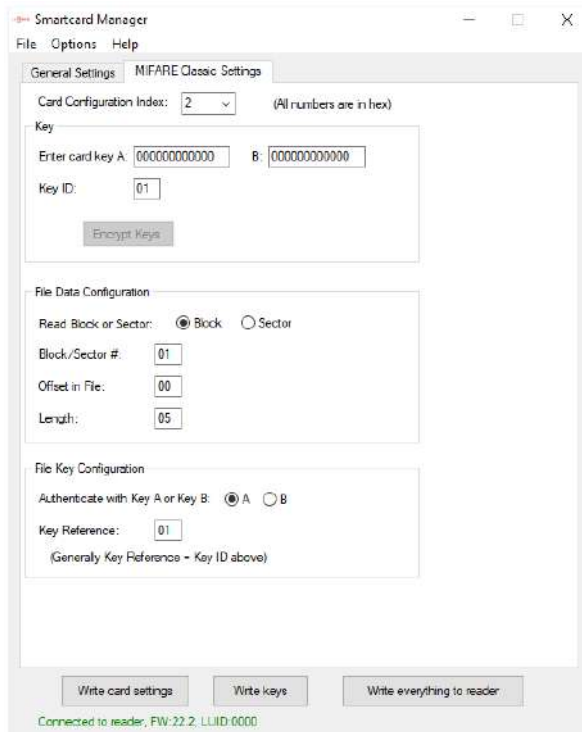 Smartcard Manager
File Options Help
General Settings MIFARE Classic Settings
Card Configuration Index: 2 (All numbers are in hex)
Key
Enter card key A: 000000000000 B: 000000000000
Key ID: 01
Encrypt Keys
File Data Configuration
Read Block or Sector: Block Sector
Block/Sector #: 01
Offset in File: 00
Length: 05
File Key Configuration
Authenticate with Key A or Key B: A B
Key Reference: 01
(Generally Key Reference = Key ID above)
Write card settings Write keys Write everything to reader
Connected to reader, FW:22.2, LUID:0000